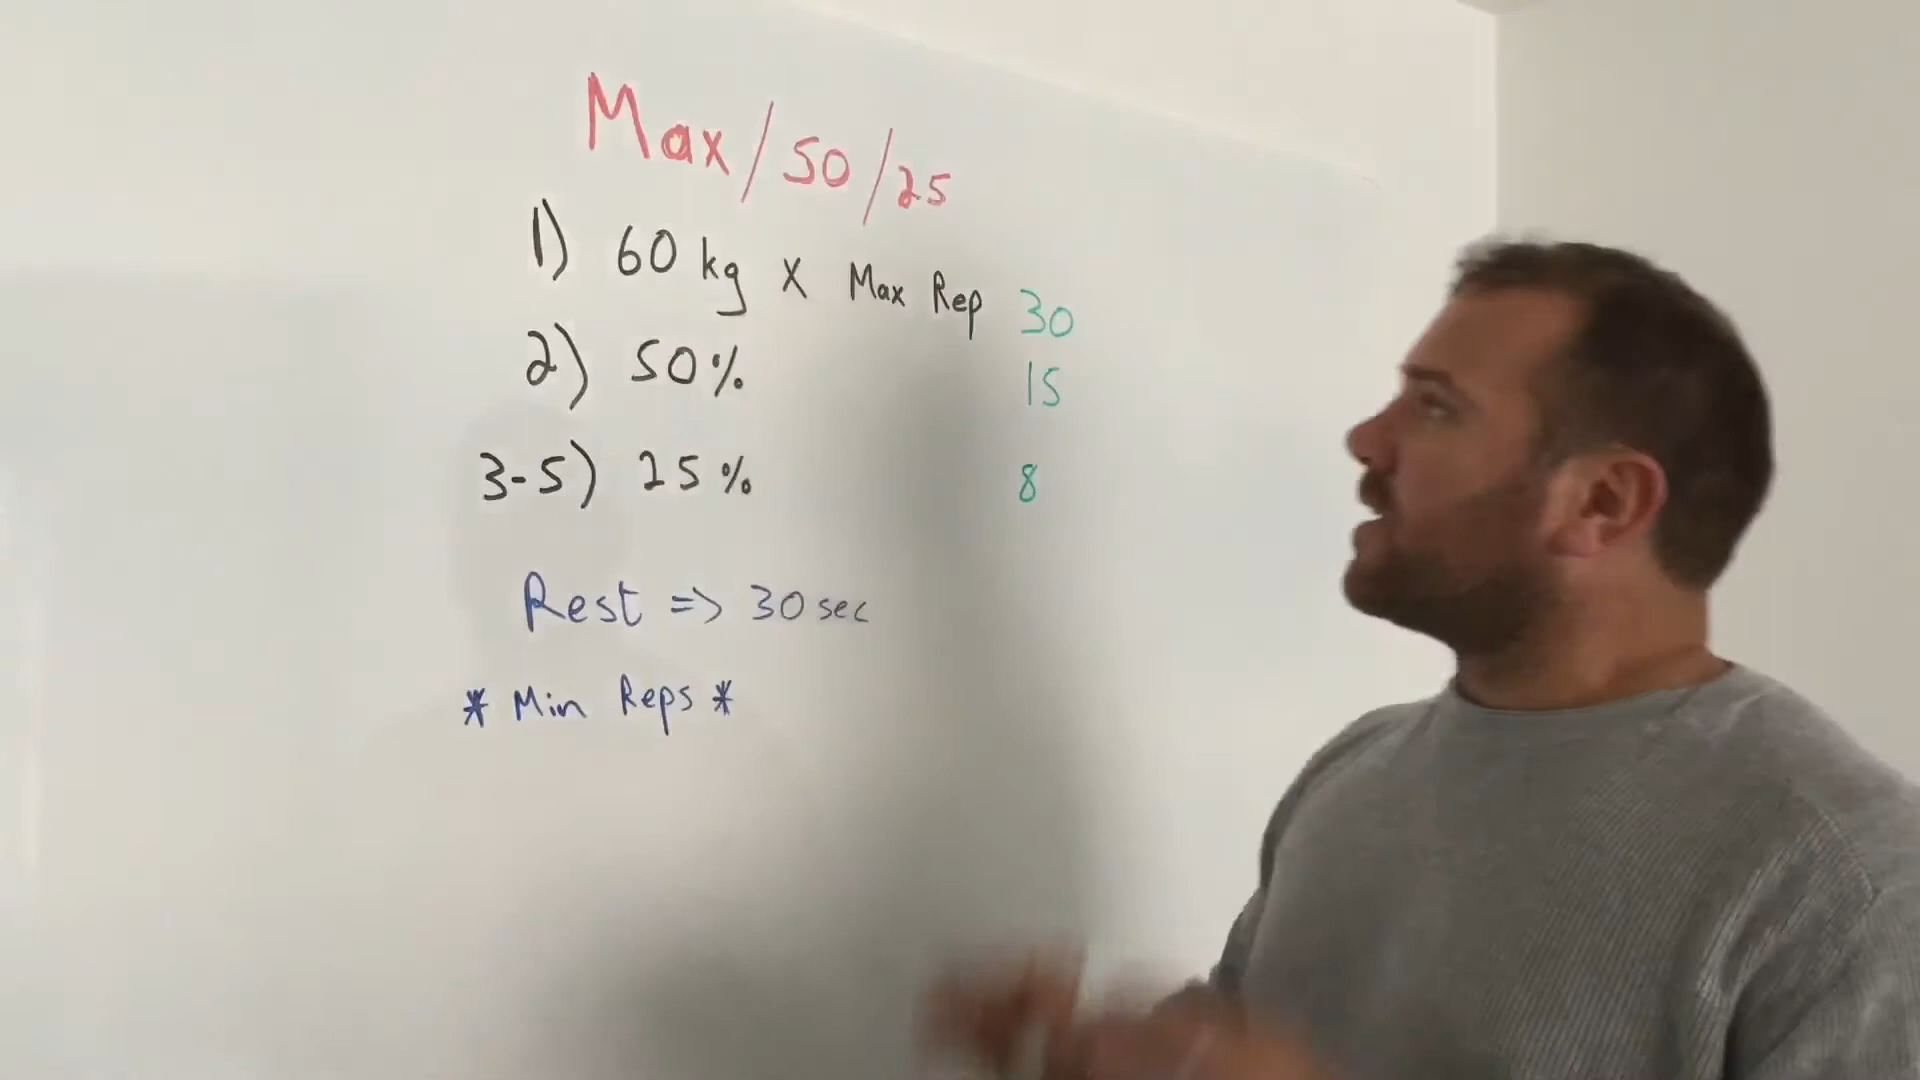 Max/50/25
1) 60 kg x Max Rep 30
2) 50% 15
3-5) 25% 8
Rest => 30 sec
* Min Reps *